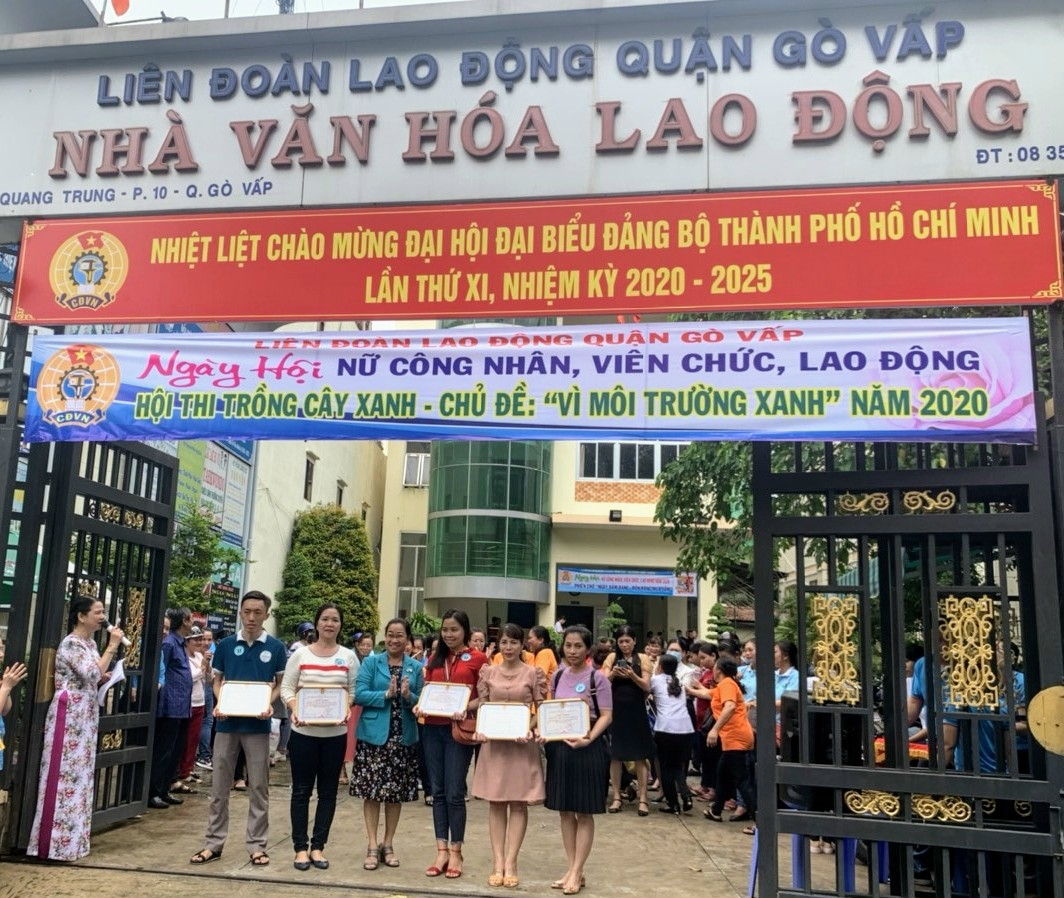 LIÊN ĐOÀN LAO ĐỘNG QUẬN GÒ VẤP
NHÀ VĂN HÓA LAO ĐỘNG
QUANG TRUNG - P. 10 - Q. GÒ VẤP
ĐT : 08 35
NHIỆT LIỆT CHÀO MỪNG ĐẠI HỘI ĐẠI BIỂU ĐẢNG BỘ THÀNH PHỐ HỒ CHÍ MINH
LẦN THỨ XI, NHIỆM KỲ 2020 - 2025
CĐVN
LIÊN ĐOÀN LAO ĐỘNG QUẬN GÒ VẤP
Ngày Hội NỮ CÔNG NHÂN, VIÊN CHỨC, LAO ĐỘNG
HỘI THI TRỒNG CÂY XANH - CHỦ ĐỀ: “VÌ MÔI TRƯỜNG XANH” NĂM 2020
CĐVN
Ngày Hội